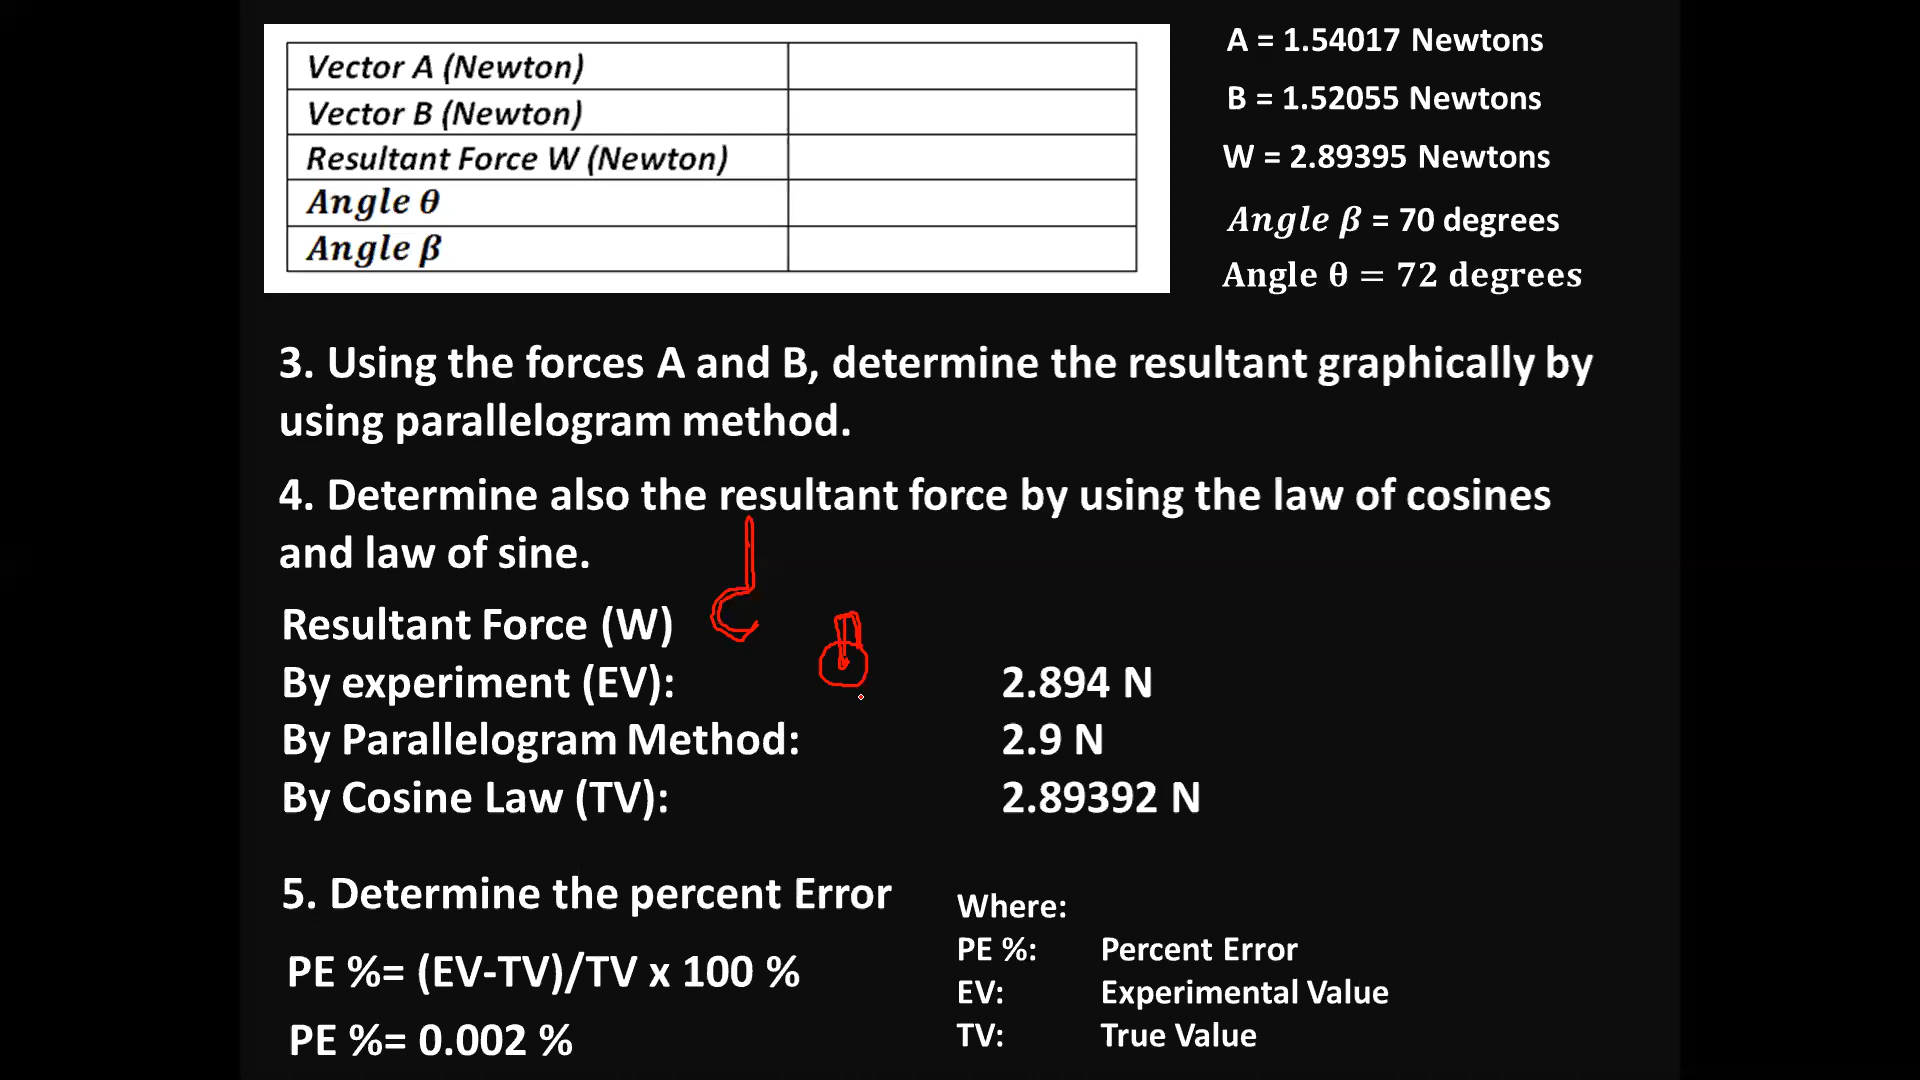 Vector A (Newton)
Vector B (Newton)
Resultant Force W (Newton)
Angle θ
Angle β
A = 1.54017 Newtons
B = 1.52055 Newtons
W = 2.89395 Newtons
Angle β = 70 degrees
Angle θ = 72 degrees
3. Using the forces A and B, determine the resultant graphically by
using parallelogram method.
4. Determine also the resultant force by using the law of cosines
and law of sine.
Resultant Force (W)
By experiment (EV): 2.894 N
By Parallelogram Method: 2.9 N
By Cosine Law (TV): 2.89392 N
5. Determine the percent Error
PE %= (EV-TV)/TV x 100 %
PE %= 0.002 %
Where:
PE %: Percent Error
EV: Experimental Value
TV: True Value